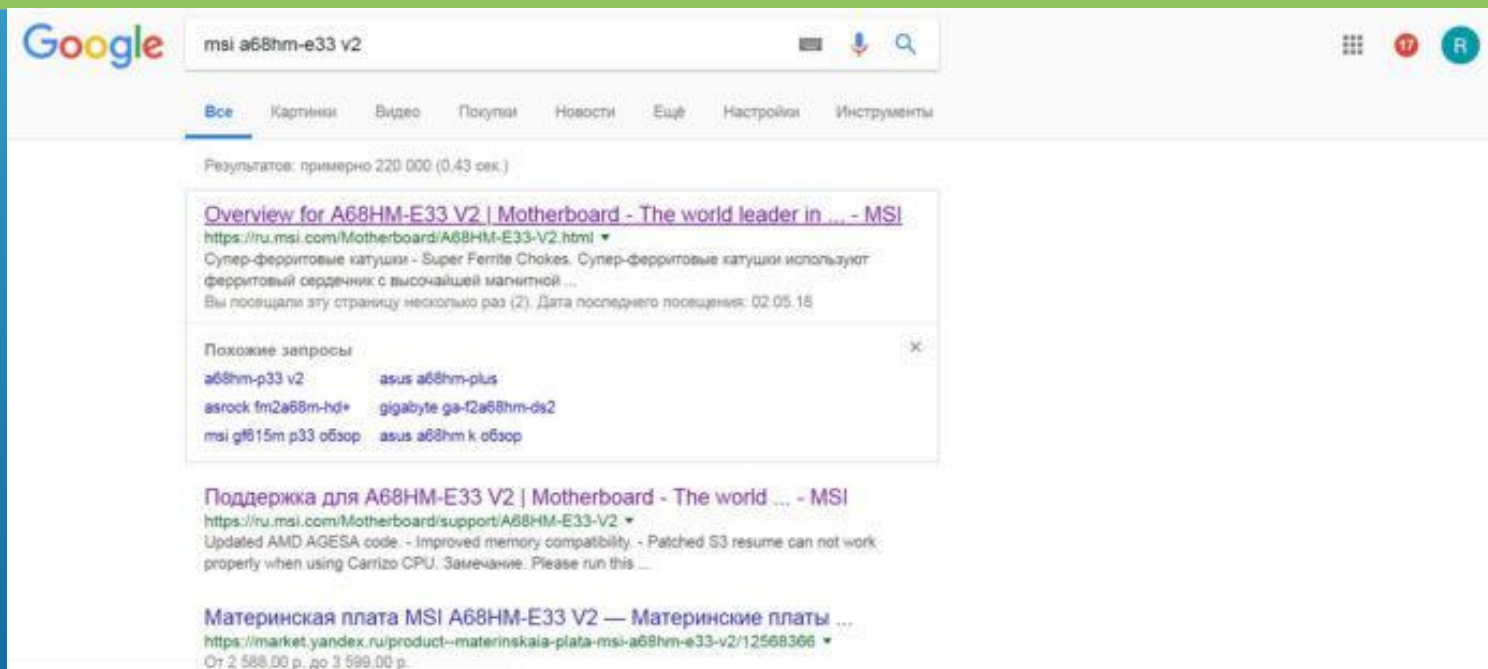 Google
msi a68hm-e33 v2
17
R
Все Картинки Видео Покупки Новости Ещё Настройки Инструменты
Результатов: примерно 220 000 (0,43 сек.)
Overview for A68HM-E33 V2 | Motherboard - The world leader in ... - MSI
https://ru.msi.com/Motherboard/A68HM-E33-V2.html
Супер-ферритовые катушки - Super Ferrite Chokes. Супер-ферритовые катушки используют
ферритовый сердечник с высочайшей магнитной ...
Вы посещали эту страницу несколько раз (2). Дата последнего посещения: 02.05.18
Похожие запросы
a68hm-p33 v2 asus a68hm-plus
asrock fm2a68m-hd+ gigabyte ga-f2a68hm-ds2
msi gf615m p33 обзор asus a68hm k обзор
Поддержка для A68HM-E33 V2 | Motherboard - The world ... - MSI
https://ru.msi.com/Motherboard/support/A68HM-E33-V2
Updated AMD AGESA code. - Improved memory compatibility. - Patched S3 resume can not work
properly when using Carrizo CPU. Замечание. Please run this ...
Материнская плата MSI A68HM-E33 V2 — Материнские платы ...
https://market.yandex.ru/product--materinskaia-plata-msi-a68hm-e33-v2/12568366
От 2 588,00 р. до 3 599,00 р.